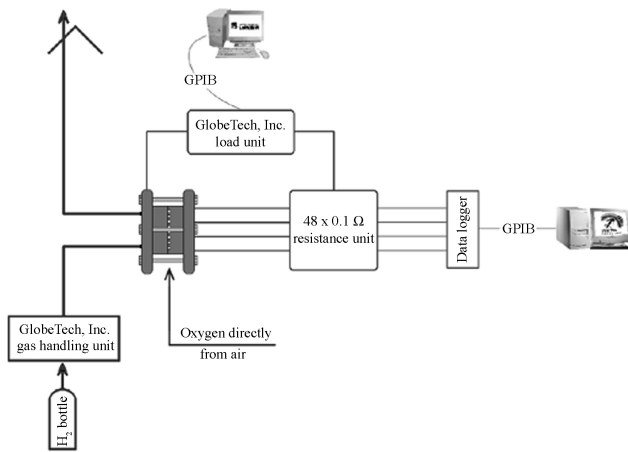 GPIB
GlobeTech, Inc.
load unit
48 x 0.1 Ω
resistance unit
Data logger
GPIB
Oxygen directly
from air
GlobeTech, Inc.
gas handling unit
H₂ bottle